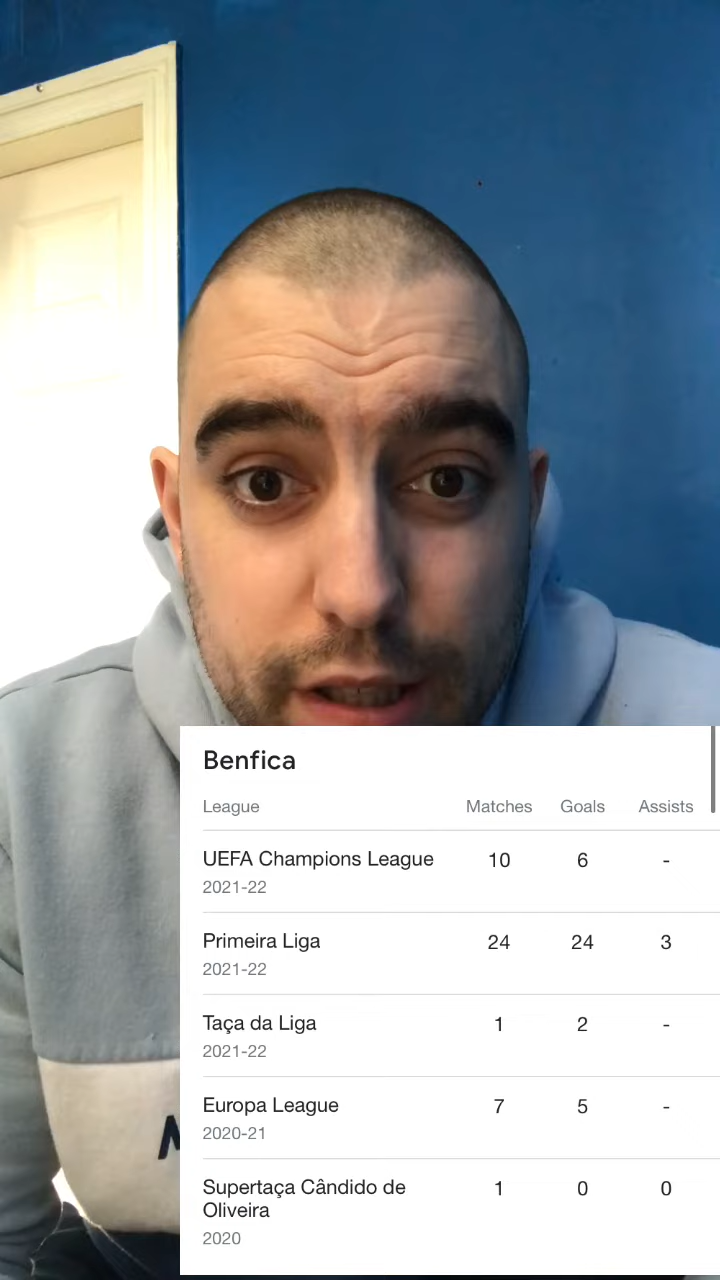 Benfica
League Matches Goals Assists
UEFA Champions League 10 6 -
2021-22
Primeira Liga 24 24 3
2021-22
Taça da Liga 1 2 -
2021-22
Europa League 7 5 -
2020-21
Supertaça Cândido de 1 0 0
Oliveira
2020